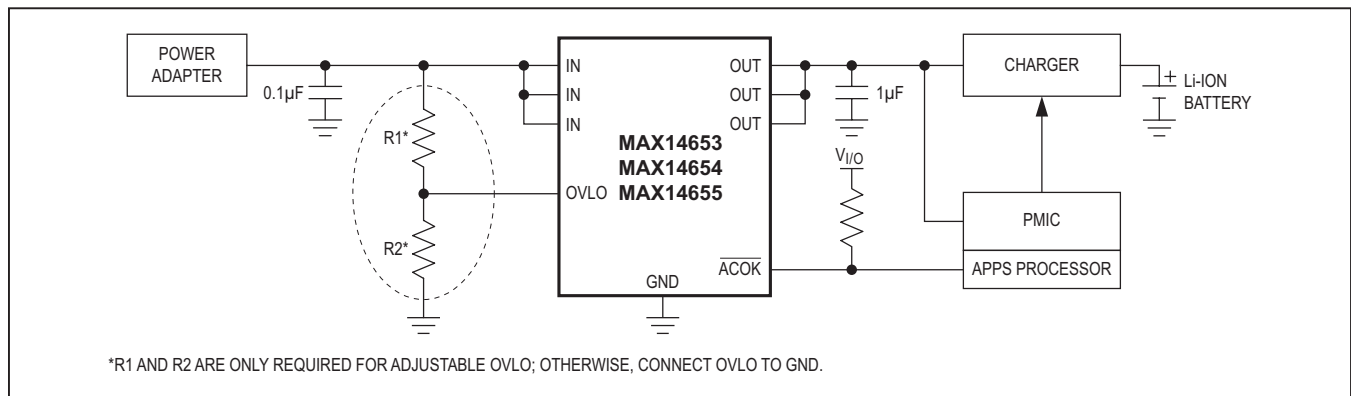 POWER
ADAPTER
0.1µF
R1*
R2*
IN
IN
IN
OVLO
MAX14653
MAX14654
MAX14655
GND
OUT
OUT
OUT
ACOK
1µF
VI/O
CHARGER
+
Li-ION
BATTERY
PMIC
APPS PROCESSOR
*R1 AND R2 ARE ONLY REQUIRED FOR ADJUSTABLE OVLO; OTHERWISE, CONNECT OVLO TO GND.